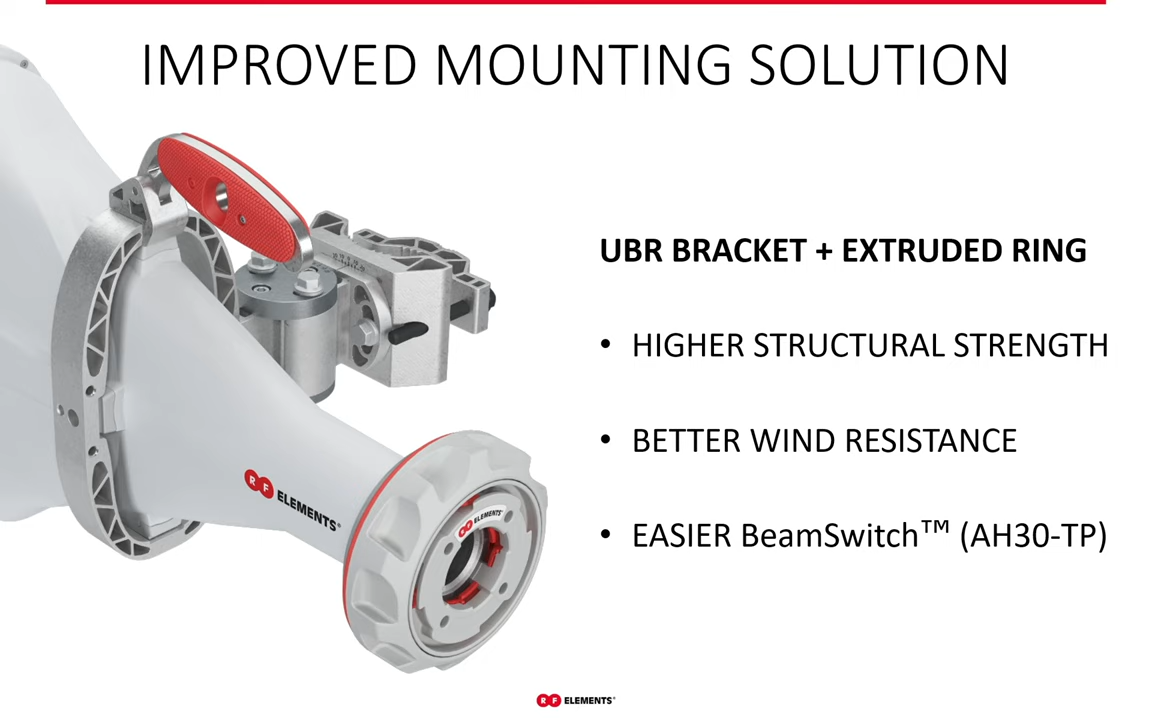 IMPROVED MOUNTING SOLUTION
UBR BRACKET + EXTRUDED RING
• HIGHER STRUCTURAL STRENGTH
• BETTER WIND RESISTANCE
• EASIER BeamSwitch™ (AH30-TP)
RF ELEMENTS®
ELEMENTS
RF ELEMENTS®